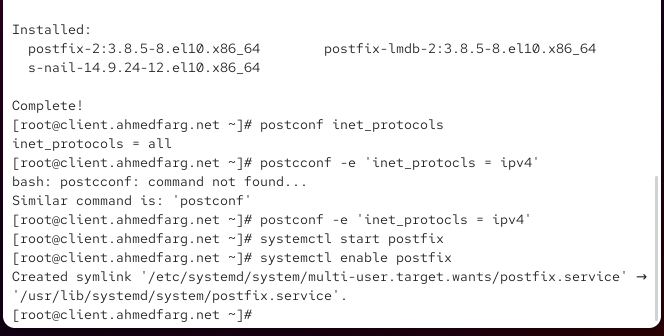 Installed:
  postfix-2:3.8.5-8.el10.x86_64        postfix-lmdb-2:3.8.5-8.el10.x86_64
  s-nail-14.9.24-12.el10.x86_64

Complete!
[root@client.ahmedfarg.net ~]# postconf inet_protocols
inet_protocols = all
[root@client.ahmedfarg.net ~]# postcconf -e 'inet_protocls = ipv4'
bash: postcconf: command not found...
Similar command is: 'postconf'
[root@client.ahmedfarg.net ~]# postconf -e 'inet_protocls = ipv4'
[root@client.ahmedfarg.net ~]# systemctl start postfix
[root@client.ahmedfarg.net ~]# systemctl enable postfix
Created symlink '/etc/systemd/system/multi-user.target.wants/postfix.service' →
'/usr/lib/systemd/system/postfix.service'.
[root@client.ahmedfarg.net ~]#